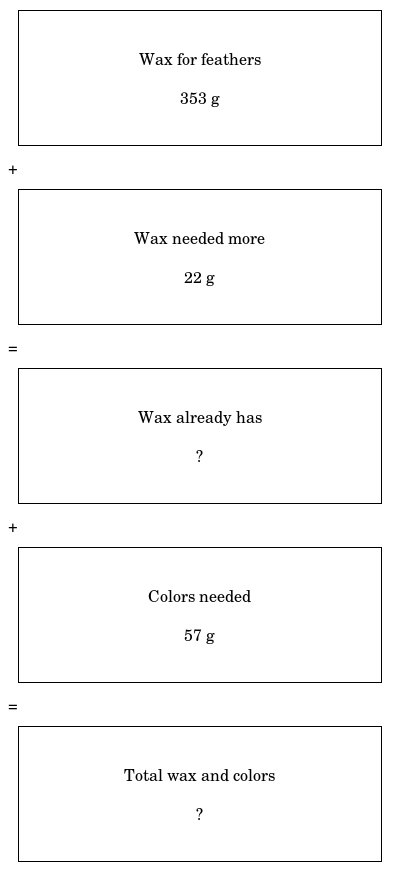 Wax for feathers
353 g
+
Wax needed more
22 g
=
Wax already has
?
+
Colors needed
57 g
=
Total wax and colors
?